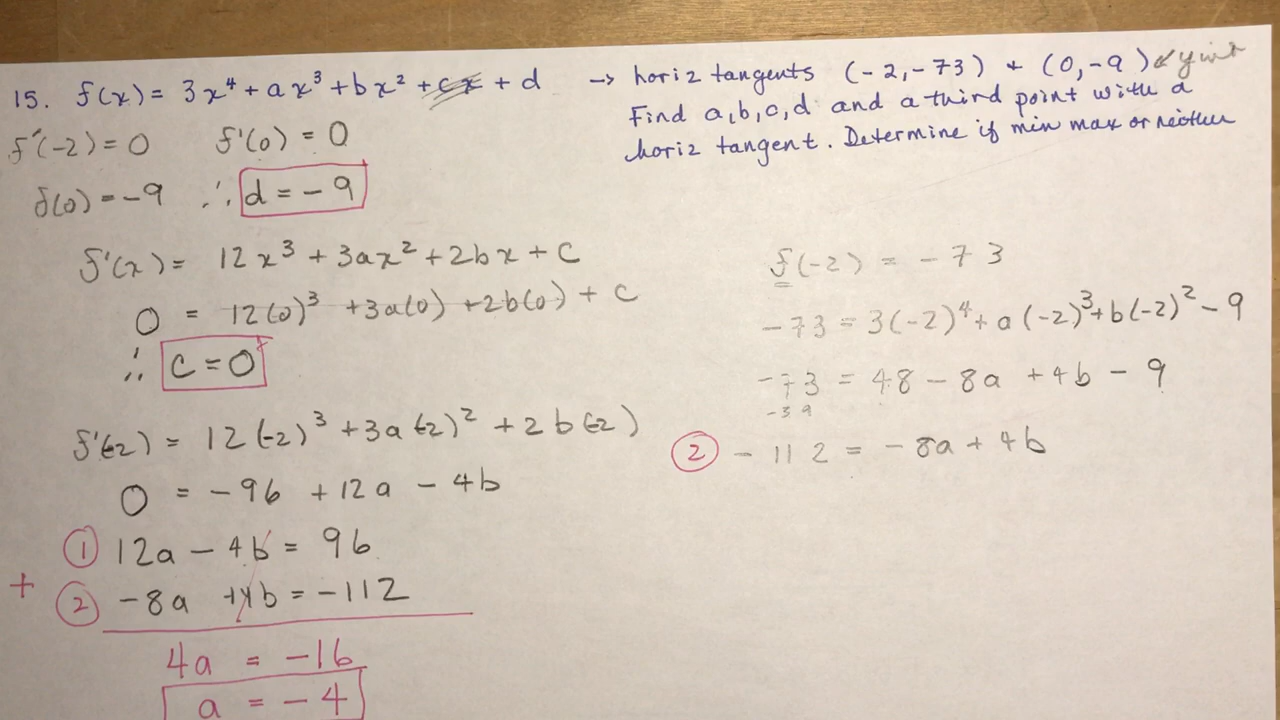 15. f(x) = 3x⁴ + ax³ + bx² + cx + d → horiz tangents (-2,-73) + (0,-9) ← yint
Find a,b,c,d and a third point with a
horiz tangent. Determine if min max or neither
f'(-2) = 0 f'(0) = 0
f(0) = -9 ∴ d = -9
f'(x) = 12x³ + 3ax² + 2bx + c
0 = 12(0)³ + 3a(0) + 2b(0) + c
∴ c = 0
f'(-2) = 12(-2)³ + 3a(-2)² + 2b(-2)
0 = -96 + 12a - 4b
① 12a - 4b = 96
+ ② -8a + 4b = -112
4a = -16
a = -4
f(-2) = -73
-73 = 3(-2)⁴ + a(-2)³ + b(-2)² - 9
-73 = 48 - 8a + 4b - 9
-39
② -112 = -8a + 4b